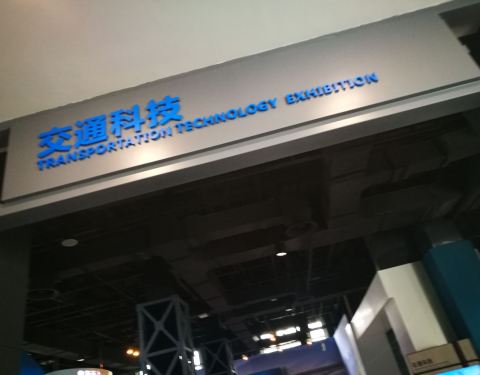 交通科技
TRANSPORTATION TECHNOLOGY EXHIBITION